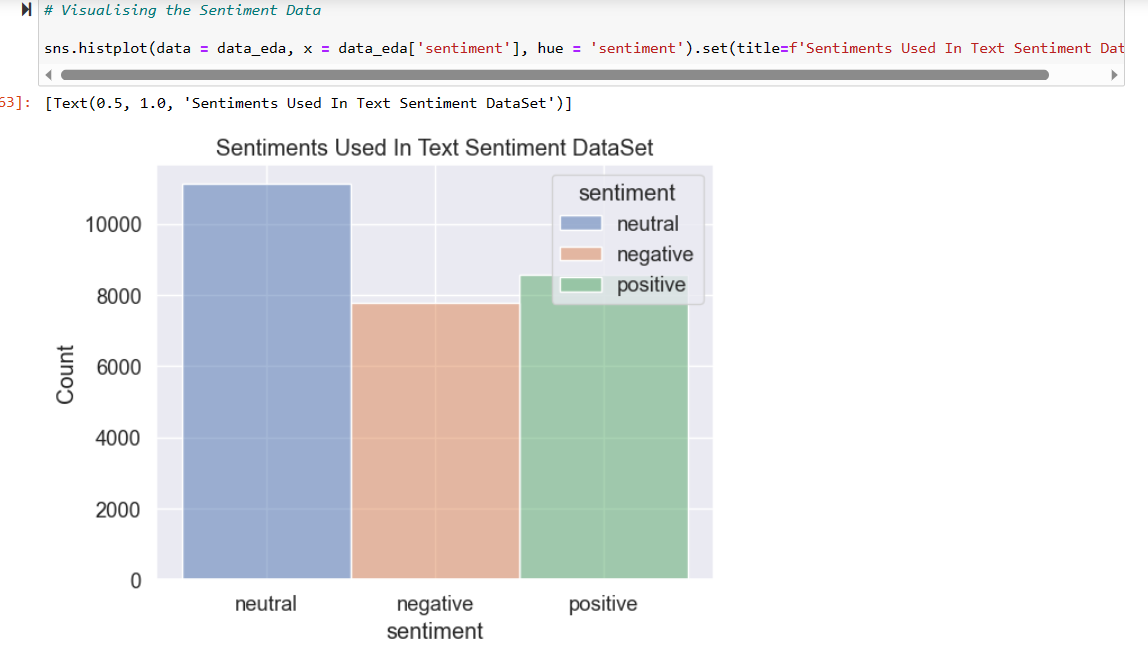 # Visualising the Sentiment Data
sns.histplot(data = data_eda, x = data_eda['sentiment'], hue = 'sentiment').set(title=f'Sentiments Used In Text Sentiment Dat
63]: [Text(0.5, 1.0, 'Sentiments Used In Text Sentiment DataSet')]
Sentiments Used In Text Sentiment DataSet
sentiment
neutral
negative
positive
10000
8000
6000
4000
2000
0
Count
neutral negative positive
sentiment